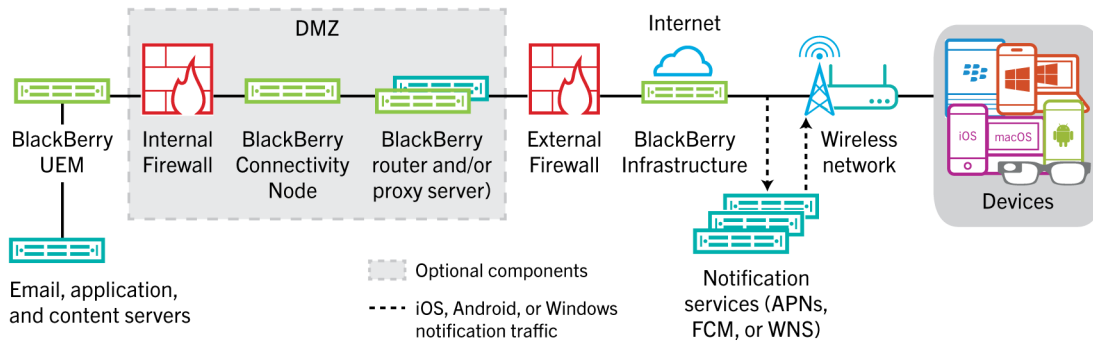 DMZ
Internet
BlackBerry
UEM
Internal
Firewall
BlackBerry
Connectivity
Node
BlackBerry
router and/or
proxy server)
External
Firewall
BlackBerry
Infrastructure
Wireless
network
iOS
macOS
Devices
Email, application,
and content servers
Optional components
iOS, Android, or Windows
notification traffic
Notification
services (APNs,
FCM, or WNS)